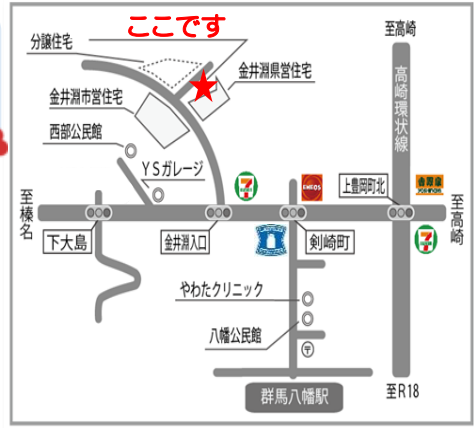 ここです
至高崎
分譲住宅
金井淵県営住宅
高崎環状線
金井淵市営住宅
西部公民館
YSガレージ
ENEOS
上豊岡町北
吉野家
YOSHINOYA
至榛名
至高崎
下大島
金井淵入口
剣崎町
やわたクリニック
八幡公民館
〒
至R18
群馬八幡駅